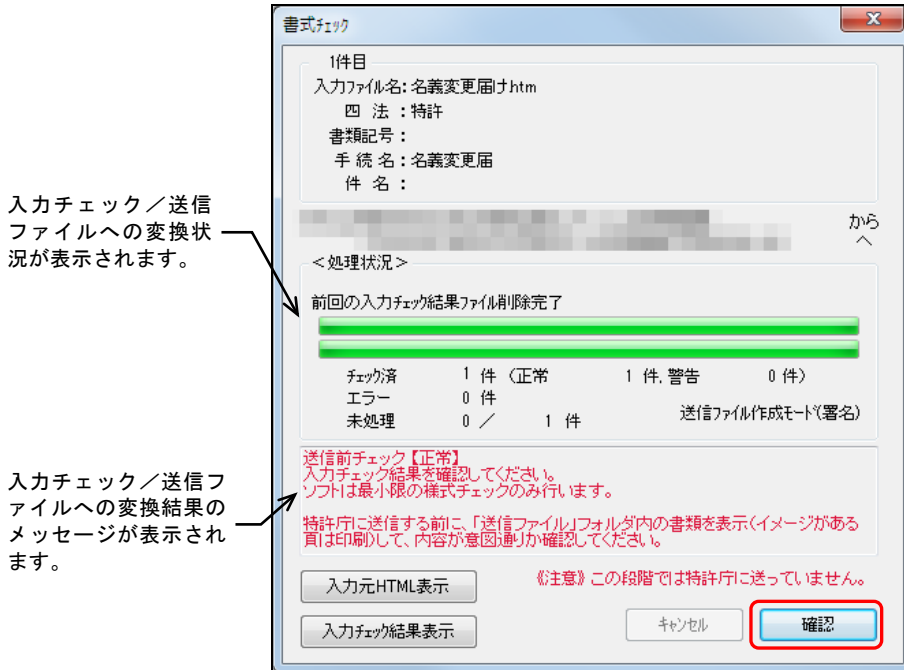 書式ﾁｪｯｸ
1件目
入力ﾌｧｲﾙ名：名義変更届けhtm
四 法 ：特許
書類記号：
手 続 名：名義変更届
件 名 ：
から
へ
＜処理状況＞
前回の入力ﾁｪｯｸ結果ﾌｧｲﾙ削除完了
ﾁｪｯｸ済 1 件 （正常 1 件, 警告 0 件）
エラー 0 件
未処理 0 ／ 1 件
送信ﾌｧｲﾙ作成ﾓｰﾄﾞ(署名)
送信前チェック【正常】
入力チェック結果を確認してください。
ソフトは最小限の様式チェックのみ行います。
特許庁に送信する前に、「送信ファイル」フォルダ内の書類を表示（イメージがある
頁は印刷）して、内容が意図通りか確認してください。
入力元HTML表示
《注意》この段階では特許庁に送っていません。
入力ﾁｪｯｸ結果表示
ｷｬﾝｾﾙ
確認
入力チェック／送信
ファイルへの変換状
況が表示されます。
入力チェック／送信フ
ァイルへの変換結果の
メッセージが表示され
ます。